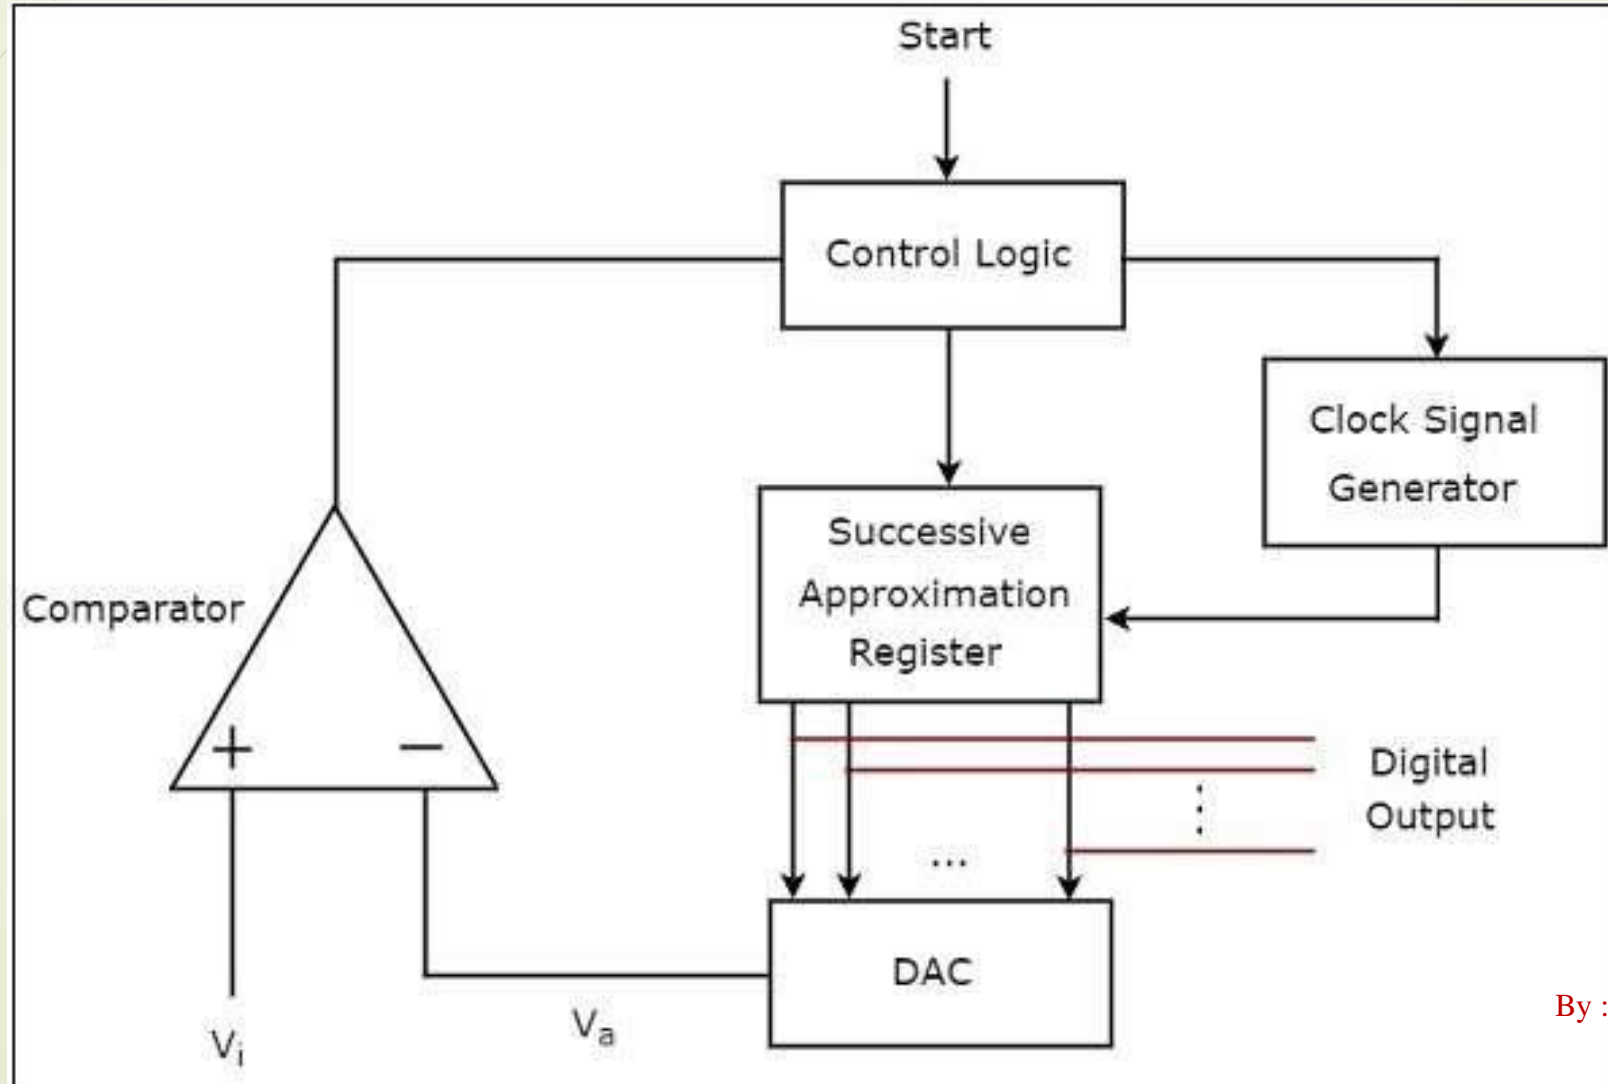 Start
Control Logic
Clock Signal
Generator
Successive
Approximation
Register
Comparator
+
−
Digital
Output
...
DAC
Vi
Va
By :